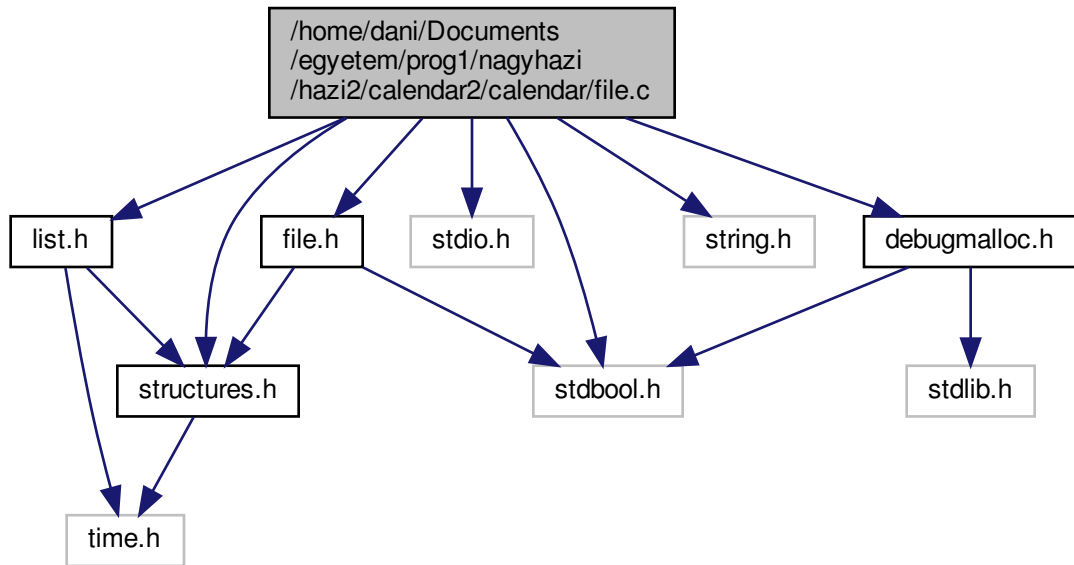 /home/dani/Documents
/egyetem/prog1/nagyhazi
/hazi2/calendar2/calendar/file.c
list.h
file.h
stdio.h
string.h
debugmalloc.h
structures.h
stdbool.h
stdlib.h
time.h